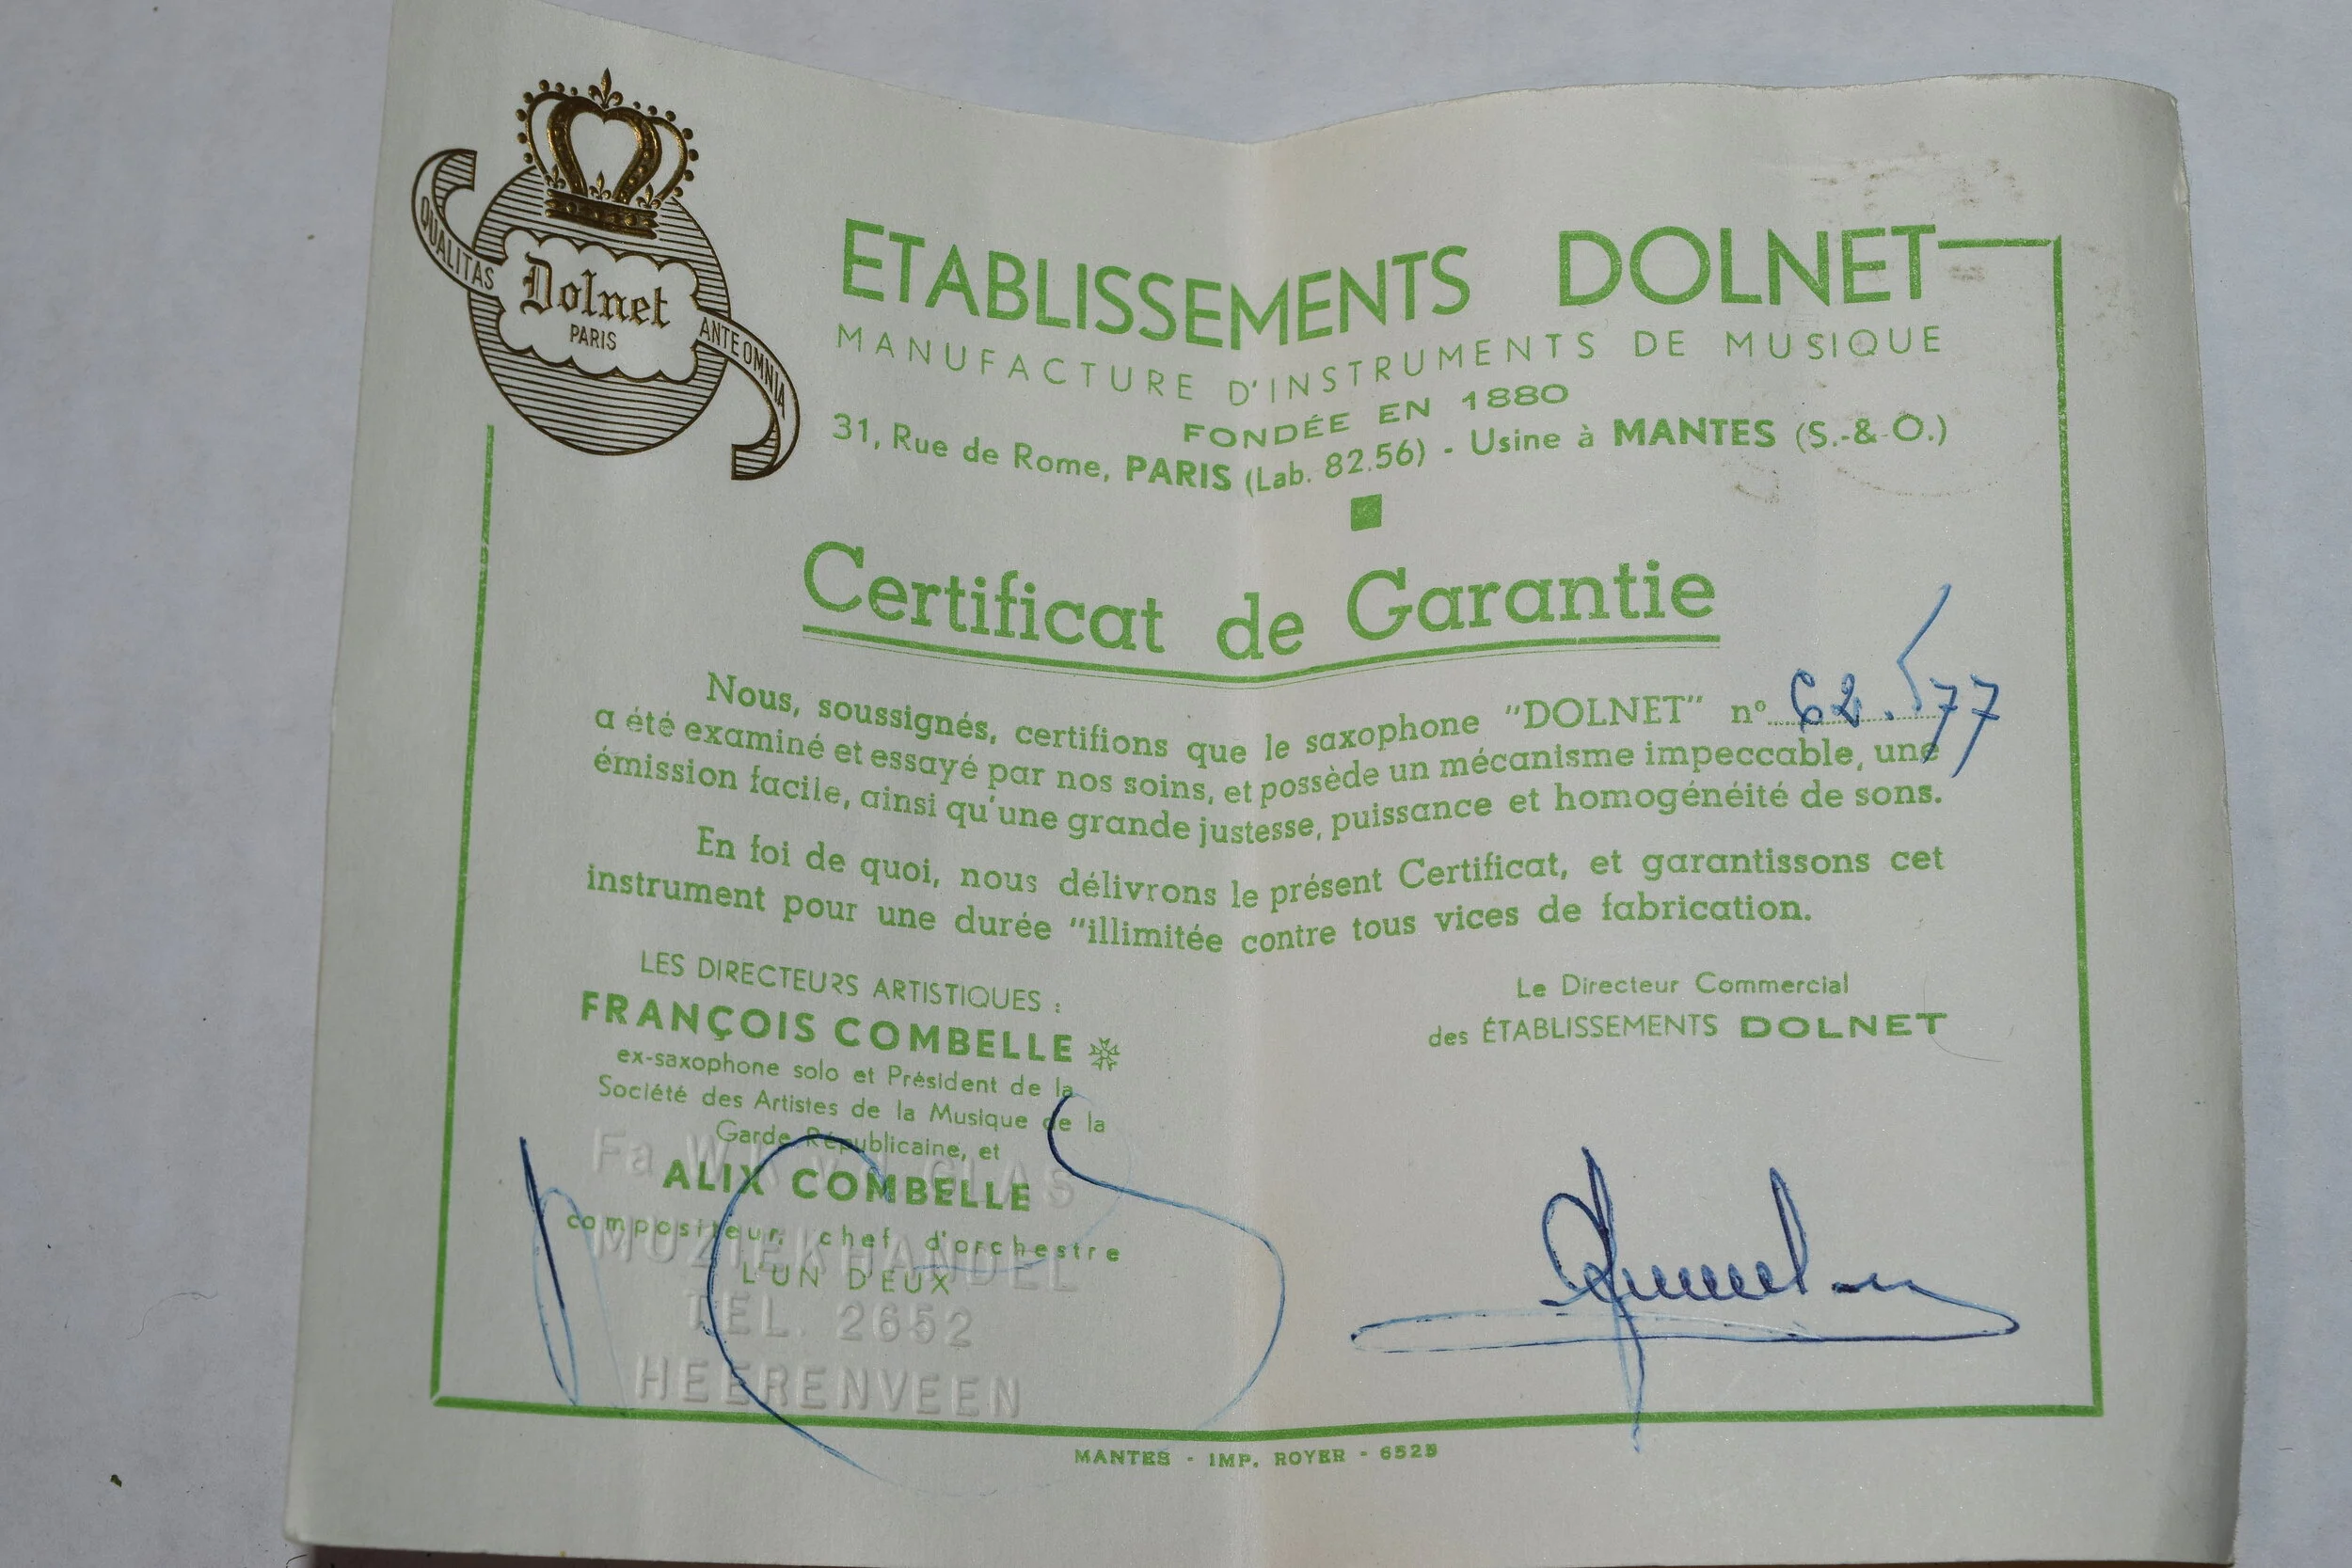 QUALITAS ANTE OMNIA
Dolnet
PARIS
ETABLISSEMENTS DOLNET
MANUFACTURE D'INSTRUMENTS DE MUSIQUE
FONDÉE EN 1880
31, Rue de Rome, PARIS (Lab. 82.56) - Usine à MANTES (S.-&-O.)
Certificat de Garantie
Nous, soussignés, certifions que le saxophone "DOLNET" nº 62.577
a été examiné et essayé par nos soins, et possède un mécanisme impeccable, une
émission facile, ainsi qu'une grande justesse, puissance et homogénéité de sons.
En foi de quoi, nous délivrons le présent Certificat, et garantissons cet
instrument pour une durée "illimitée contre tous vices de fabrication.
LES DIRECTEURS ARTISTIQUES :
FRANÇOIS COMBELLE
ex-saxophone solo et Président de la
Société des Artistes de la Musique de la
Garde Républicaine, et
ALIX COMBELLE
compositeur, chef d'orchestre
L'UN D'EUX
Le Directeur Commercial
des ÉTABLISSEMENTS DOLNET
Fa W.K. v.d. GLAS
MUZIEKHANDEL
TEL. 2652
HEERENVEEN
MANTES - IMP. ROYER - 6529